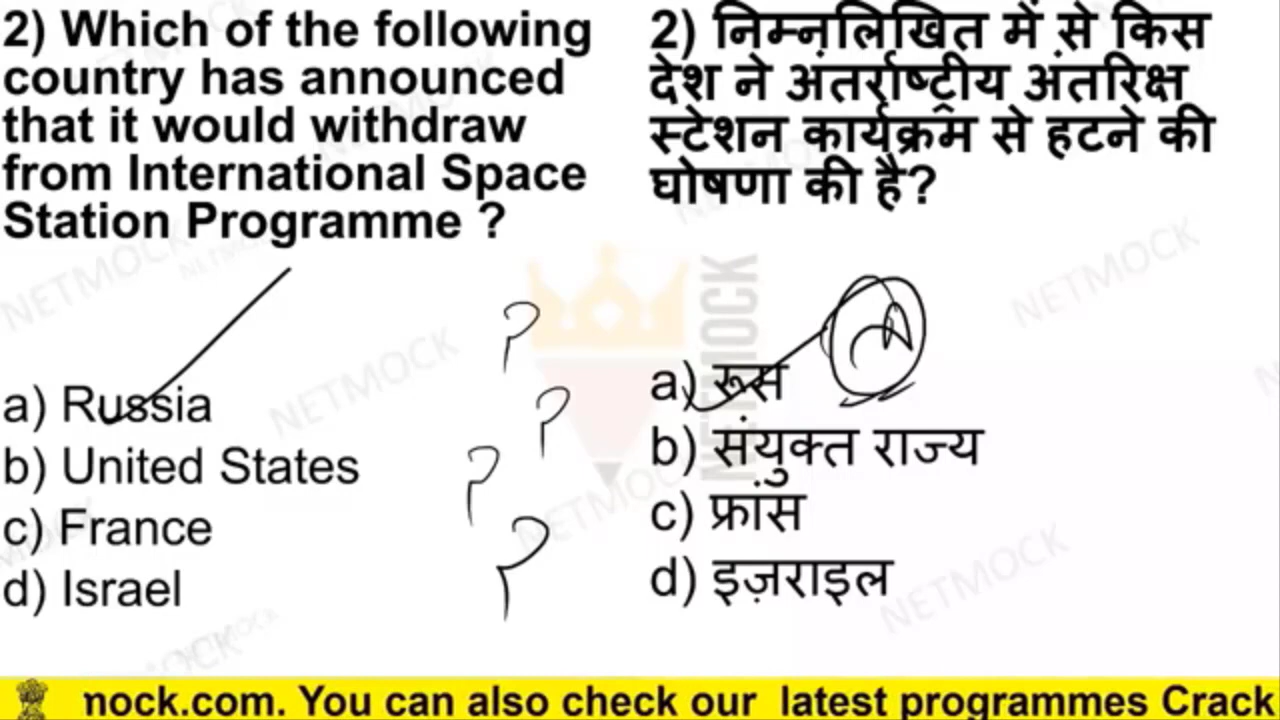 2) Which of the following
country has announced
that it would withdraw
from International Space
Station Programme ?
a) Russia
b) United States
c) France
d) Israel
2) निम्नलिखित में से किस
देश ने अंतर्राष्ट्रीय अंतरिक्ष
स्टेशन कार्यक्रम से हटने की
घोषणा की है?
a) रूस
b) संयुक्त राज्य
c) फ्रांस
d) इज़राइल
? 
?
?
?
A
NETMOCK
nock.com. You can also check our latest programmes Crack